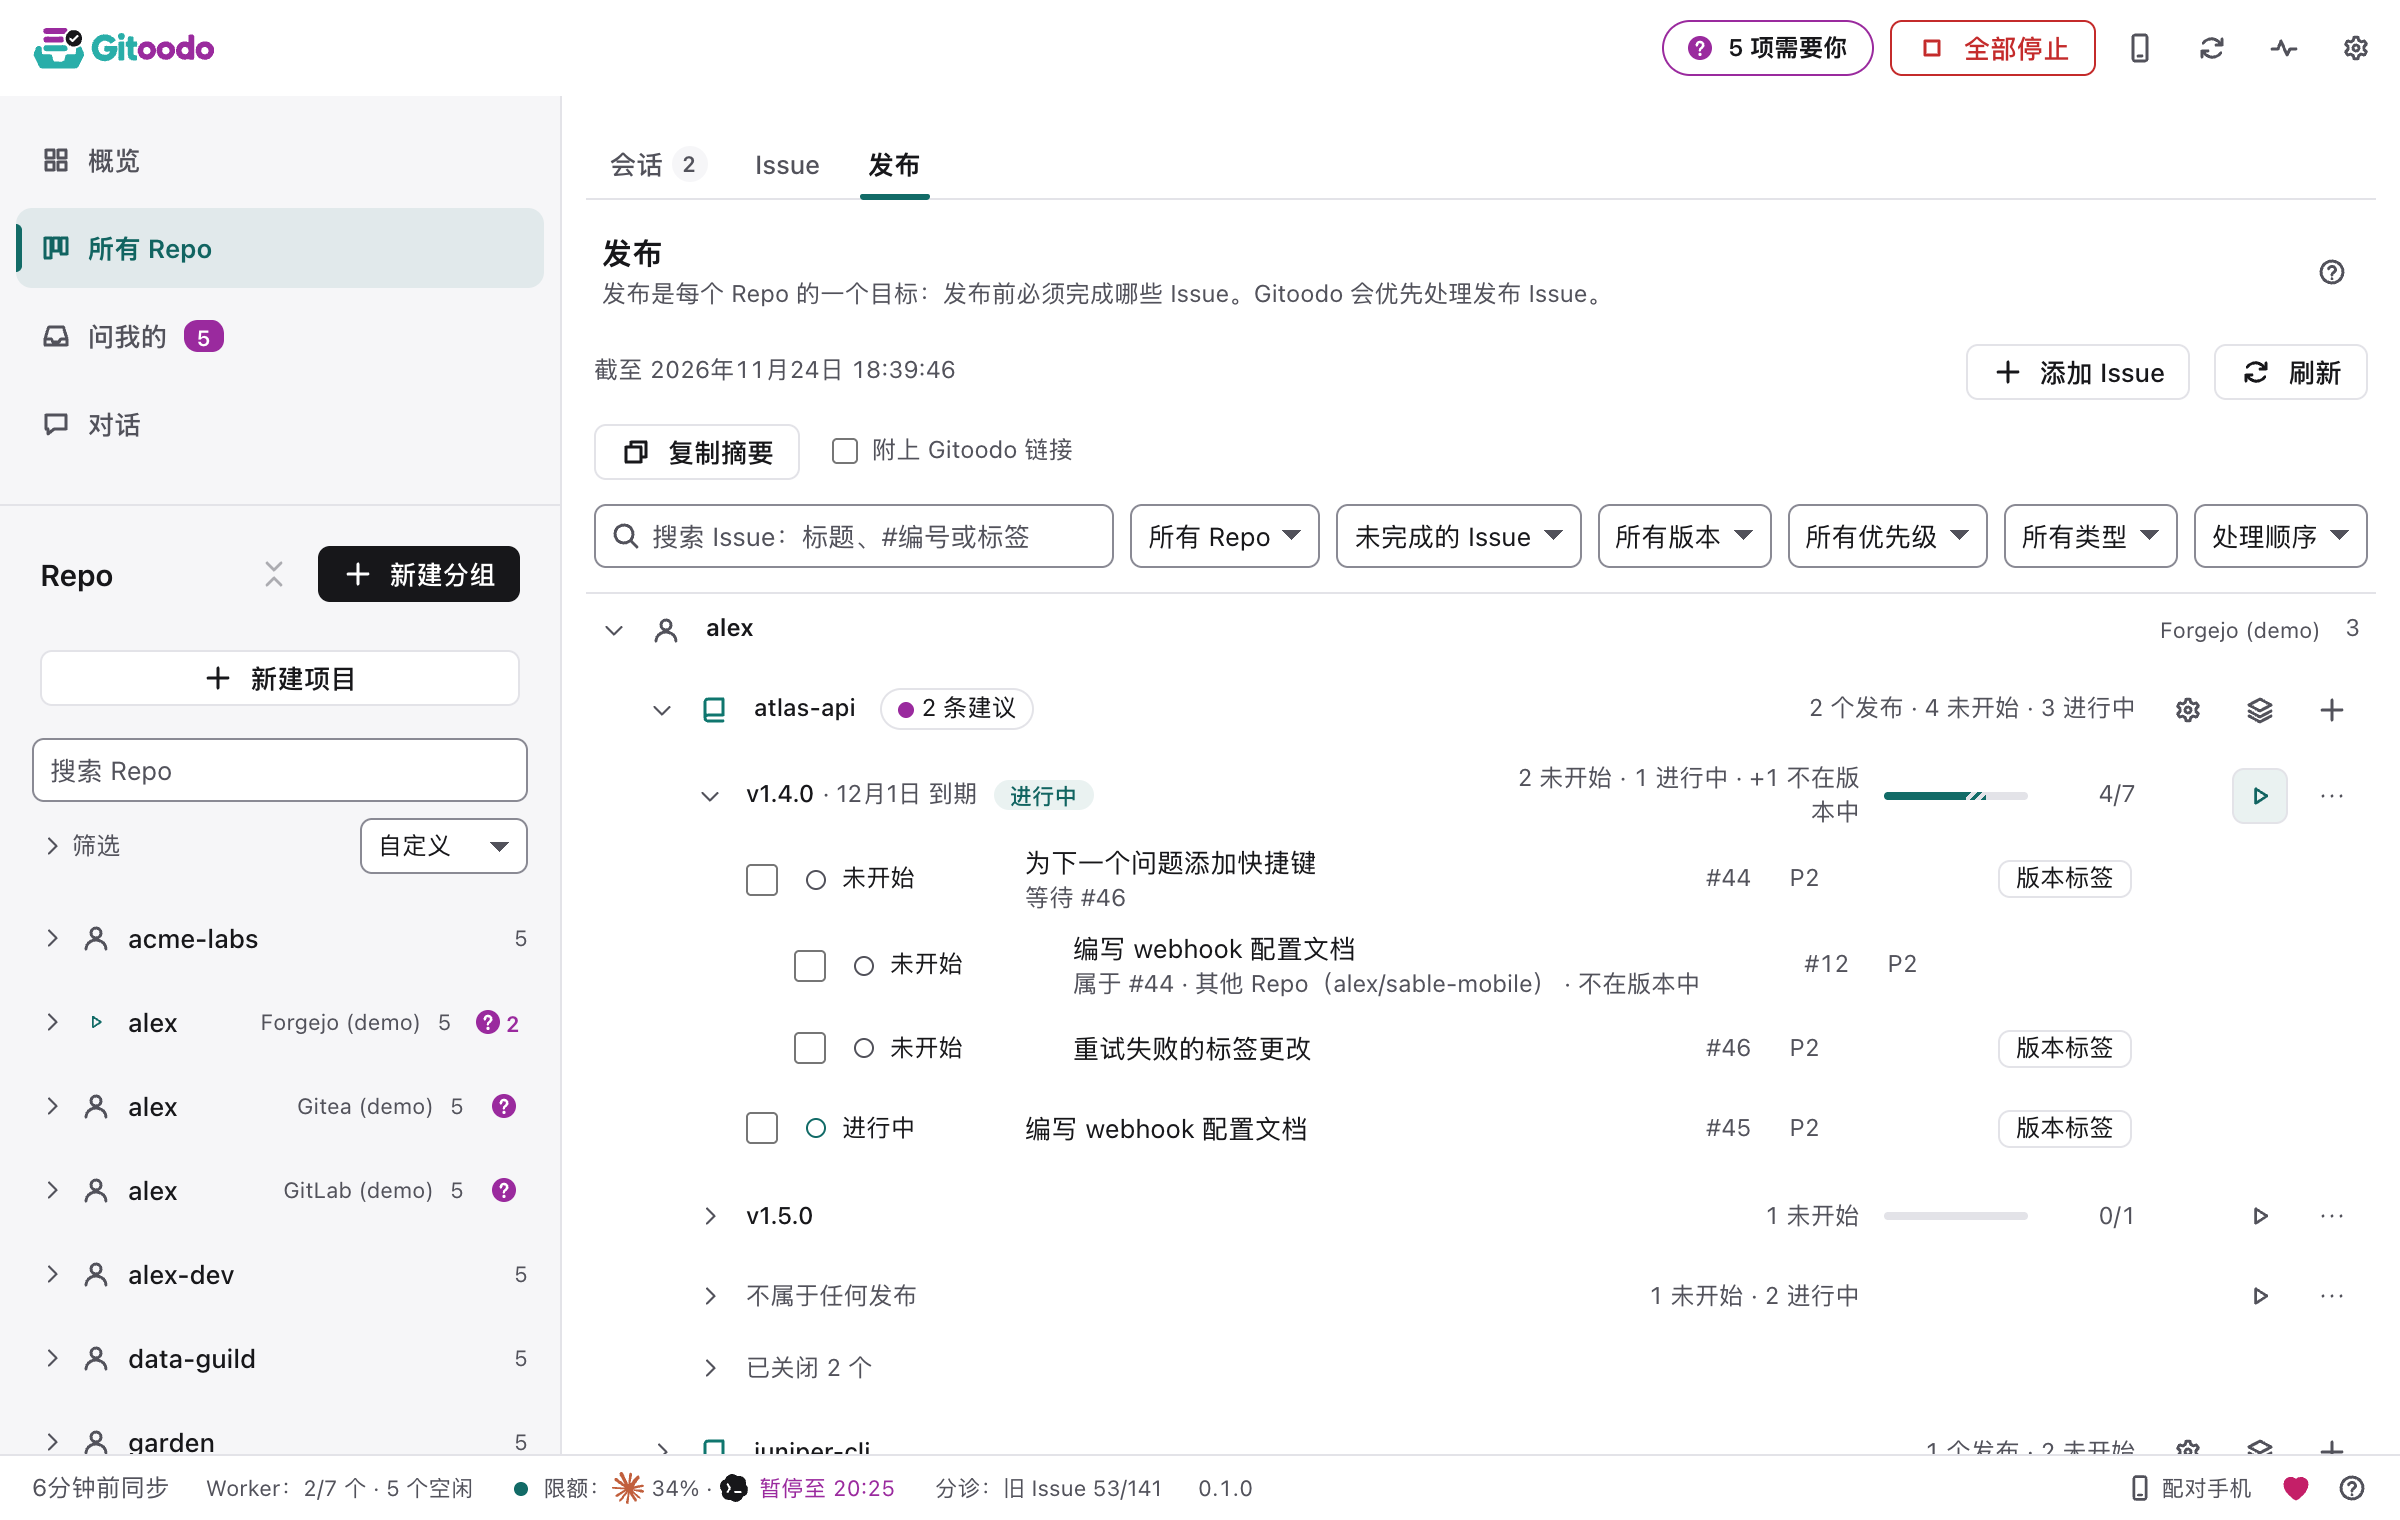 Gitoodo
5 项需要你
全部停止
概览
所有 Repo
问我的 5
对话
Repo
新建分组
新建项目
搜索 Repo
筛选
自定义
acme-labs 5
alex Forgejo (demo) 5 2
alex Gitea (demo) 5
alex GitLab (demo) 5
alex-dev 5
data-guild 5
garden 5
会话 2
Issue
发布
发布
发布是每个 Repo 的一个目标：发布前必须完成哪些 Issue。Gitoodo 会优先处理发布 Issue。
截至 2026年11月24日 18:39:46
添加 Issue
刷新
复制摘要
附上 Gitoodo 链接
搜索 Issue：标题、#编号或标签
所有 Repo
未完成的 Issue
所有版本
所有优先级
所有类型
处理顺序
alex Forgejo (demo) 3
atlas-api 2 条建议 2 个发布 · 4 未开始 · 3 进行中
v1.4.0 · 12月1日 到期 进行中 2 未开始 · 1 进行中 · +1 不在版
本中 4/7
未开始 为下一个问题添加快捷键 #44 P2 版本标签
等待 #46
未开始 编写 webhook 配置文档 #12 P2
属于 #44 · 其他 Repo（alex/sable-mobile） · 不在版本中
未开始 重试失败的标签更改 #46 P2 版本标签
进行中 编写 webhook 配置文档 #45 P2 版本标签
v1.5.0 1 未开始 0/1
不属于任何发布 1 未开始 · 2 进行中
已关闭 2 个
juniper-cli 1 个发布 · 2 未开始
6分钟前同步
Worker：2/7 个 · 5 个空闲
限额： 34% · 暂停至 20:25
分诊：旧 Issue 53/141
0.1.0
配对手机